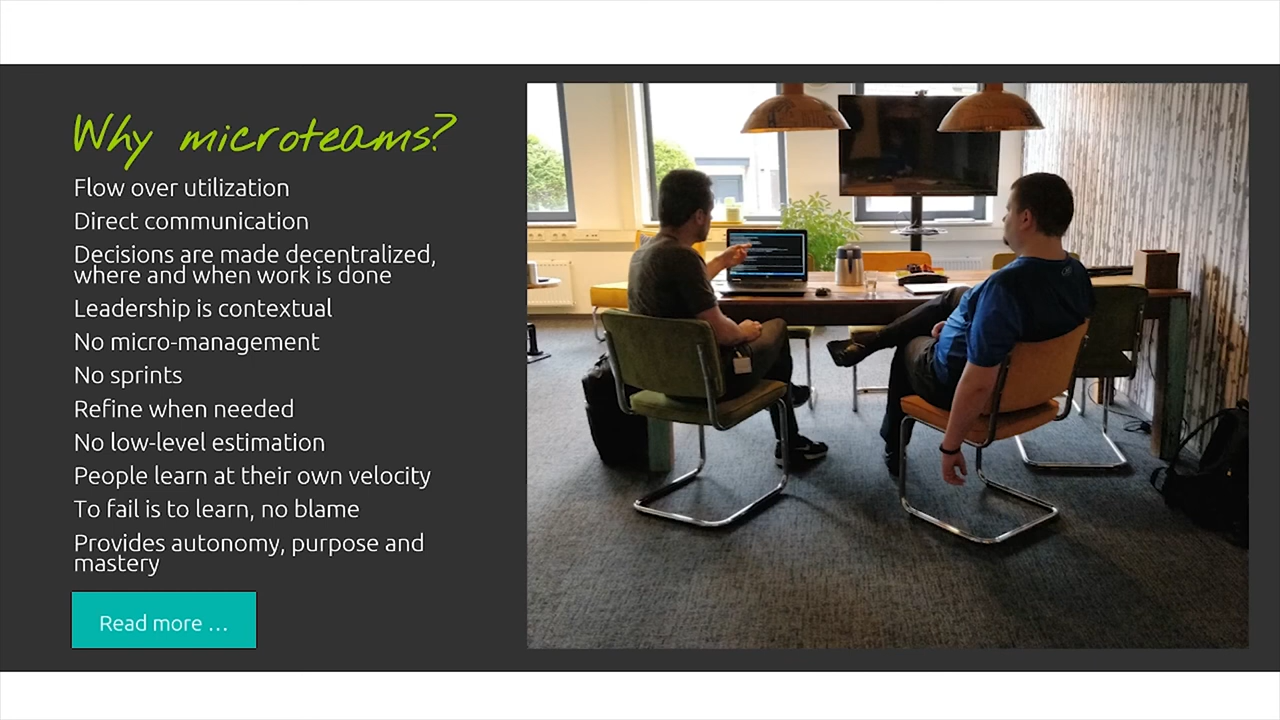 Why microteams?
Flow over utilization
Direct communication
Decisions are made decentralized,
where and when work is done
Leadership is contextual
No micro-management
No sprints
Refine when needed
No low-level estimation
People learn at their own velocity
To fail is to learn, no blame
Provides autonomy, purpose and
mastery
Read more ...